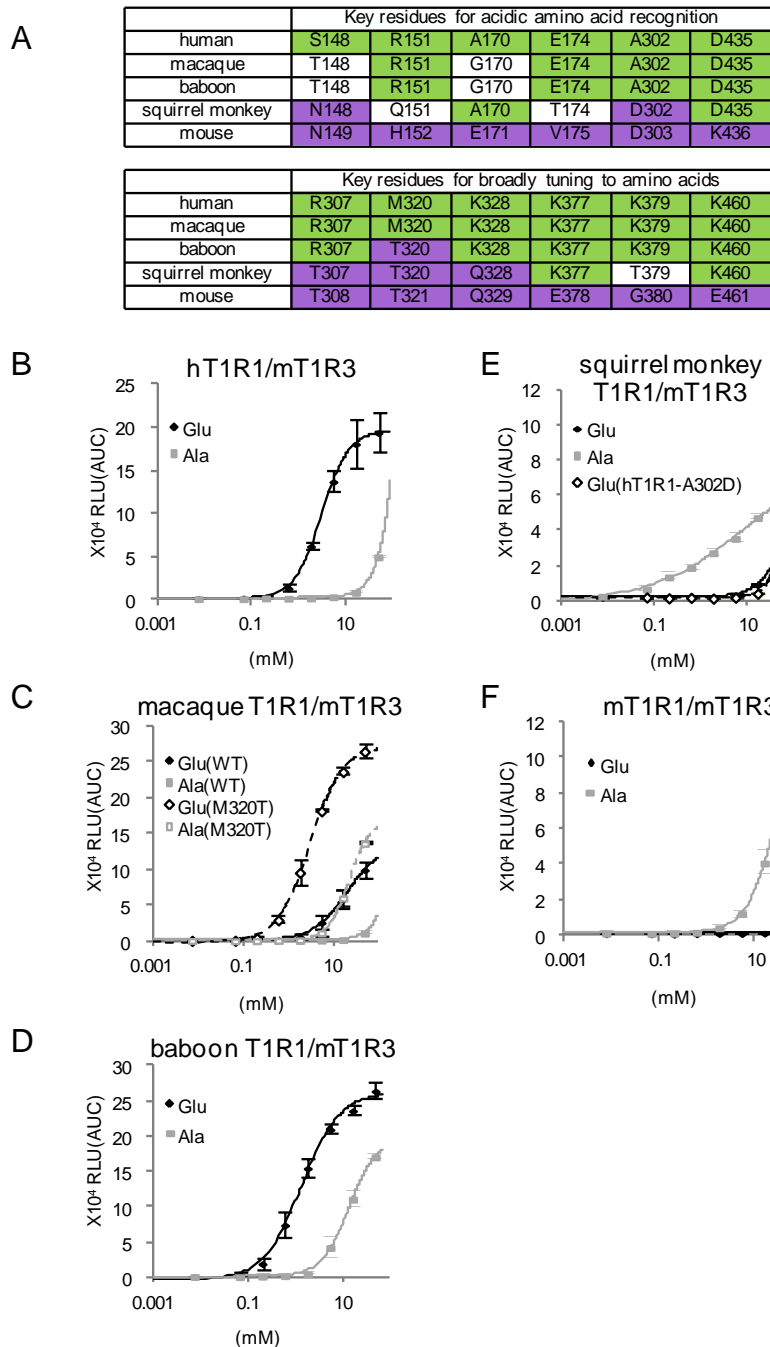 A
Key residues for acidic amino acid recognition
human S148 R151 A170 E174 A302 D435
macaque T148 R151 G170 E174 A302 D435
baboon T148 R151 G170 E174 A302 D435
squirrel monkey N148 Q151 A170 T174 D302 D435
mouse N149 H152 E171 V175 D303 K436
Key residues for broadly tuning to amino acids
human R307 M320 K328 K377 K379 K460
macaque R307 M320 K328 K377 K379 K460
baboon R307 T320 K328 K377 K379 K460
squirrel monkey T307 T320 Q328 K377 T379 K460
mouse T308 T321 Q329 E378 G380 E461
B
hT1R1/mT1R3
X10⁴ RLU(AUC)
25
20
15
10
5
0
Glu
Ala
0.001 0.1 10
(mM)
C
macaque T1R1/mT1R3
X10⁴ RLU(AUC)
30
25
20
15
10
5
0
Glu(WT)
Ala(WT)
Glu(M320T)
Ala(M320T)
0.001 0.1 10
(mM)
D
baboon T1R1/mT1R3
X10⁴ RLU(AUC)
30
25
20
15
10
5
0
Glu
Ala
0.001 0.1 10
(mM)
E
squirrel monkey
T1R1/mT1R3
X10⁴ RLU(AUC)
12
10
8
6
4
2
0
Glu
Ala
Glu(hT1R1-A302D)
0.001 0.1 10
(mM)
F
mT1R1/mT1R3
X10⁴ RLU(AUC)
12
10
8
6
4
2
0
Glu
Ala
0.001 0.1 10
(mM)